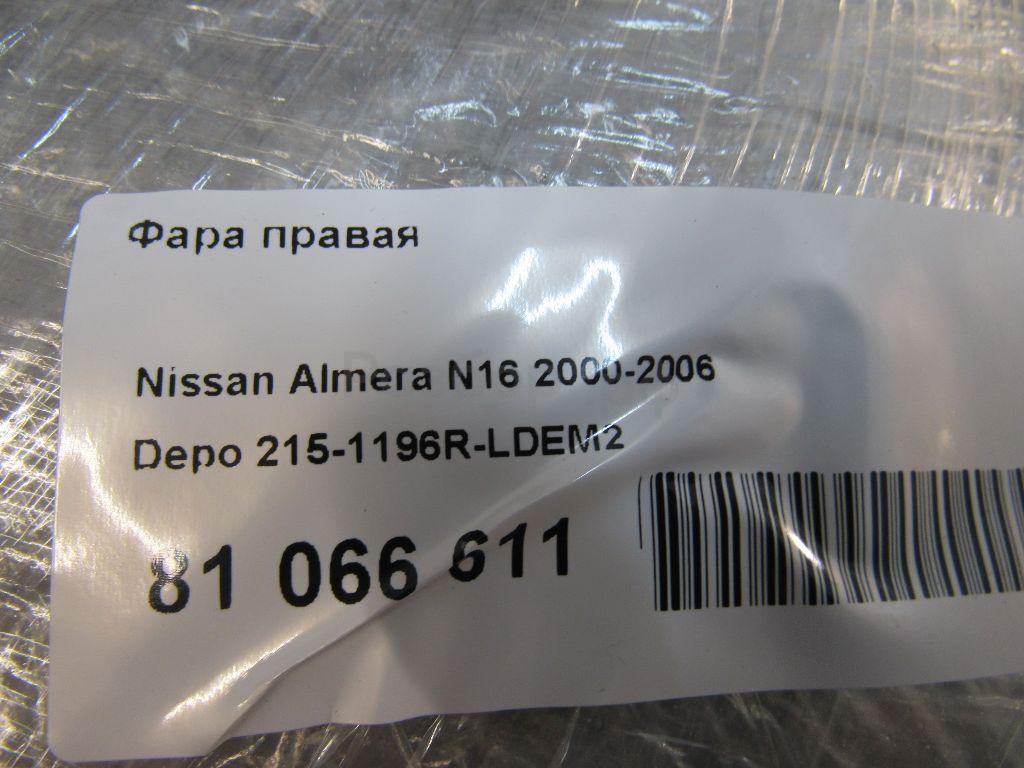 Фара правая
Nissan Almera N16 2000-2006
Depo 215-1196R-LDEM2
81 066 611